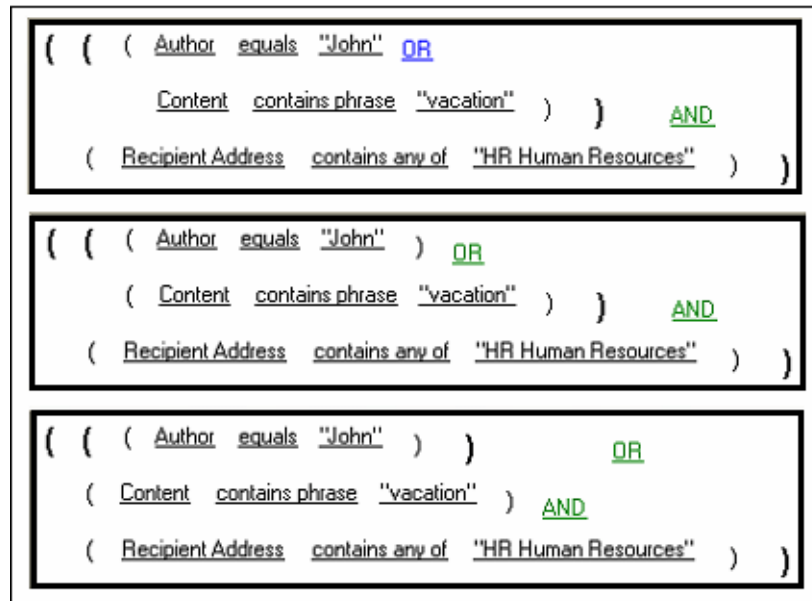 ( ( ( Author equals "John" OR
Content contains phrase "vacation" ) ) AND
( Recipient Address contains any of "HR Human Resources" ) )
( ( ( Author equals "John" ) OR
( Content contains phrase "vacation" ) ) AND
( Recipient Address contains any of "HR Human Resources" ) )
( ( ( Author equals "John" ) ) OR
( Content contains phrase "vacation" ) AND
( Recipient Address contains any of "HR Human Resources" ) )